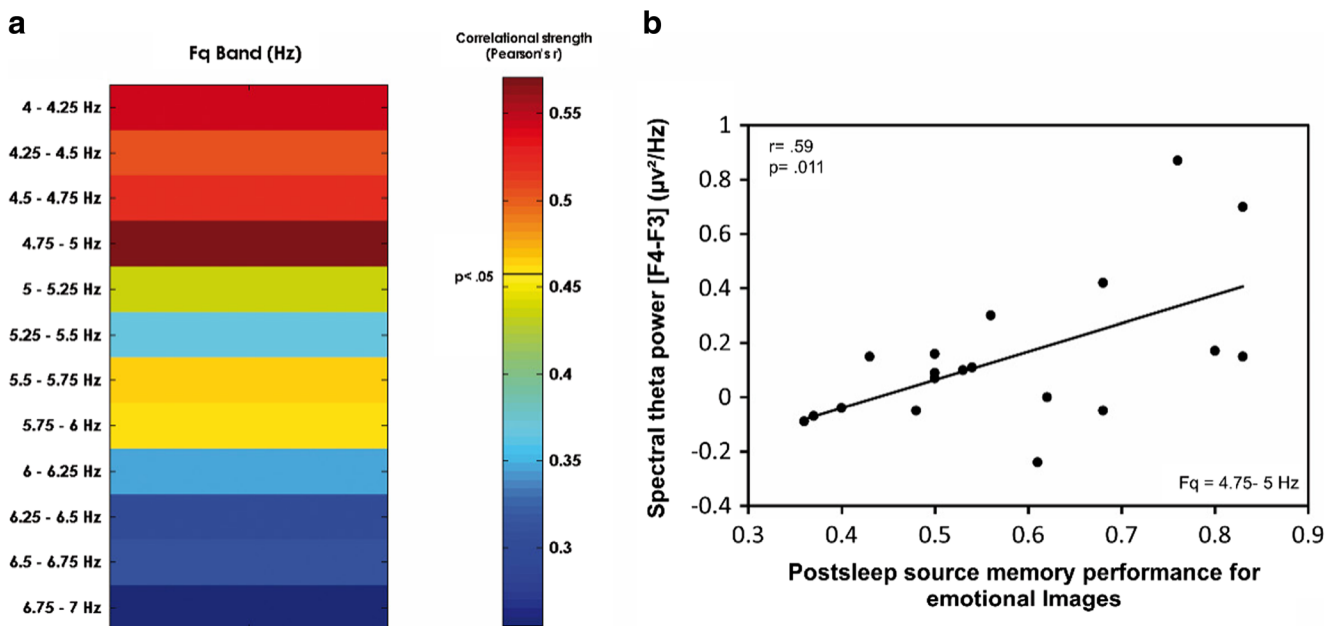 a
Fq Band (Hz)
4 - 4.25 Hz
4.25 - 4.5 Hz
4.5 - 4.75 Hz
4.75 - 5 Hz
5 - 5.25 Hz
5.25 - 5.5 Hz
5.5 - 5.75 Hz
5.75 - 6 Hz
6 - 6.25 Hz
6.25 - 6.5 Hz
6.5 - 6.75 Hz
6.75 - 7 Hz
Correlational strength
(Pearson's r)
0.55
0.5
p< .05
0.45
0.4
0.35
0.3
b
Spectral theta power [F4-F3] (μv²/Hz)
1
0.8
0.6
0.4
0.2
0
-0.2
-0.4
r= .59
p= .011
Fq = 4.75- 5 Hz
0.3
0.4
0.5
0.6
0.7
0.8
0.9
Postsleep source memory performance for
emotional Images